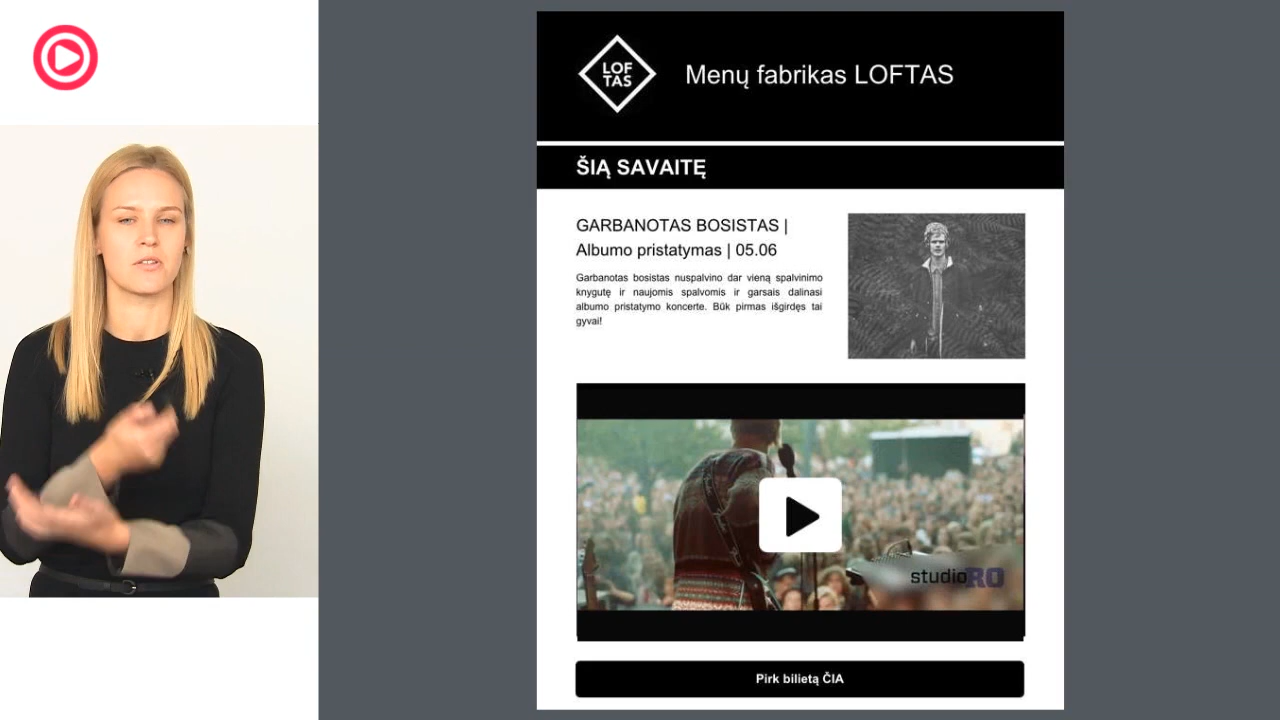 LOF
TAS
Menų fabrikas LOFTAS
ŠIĄ SAVAITĘ
GARBANOTAS BOSISTAS |
Albumo pristatymas | 05.06
Garbanotas bosistas nuspalvino dar vieną spalvinimo
knygutę ir naujomis spalvomis ir garsais dalinasi
albumo pristatymo koncerte. Būk pirmas išgirdęs tai
gyvai!
studioRO
Pirk bilietą ČIA